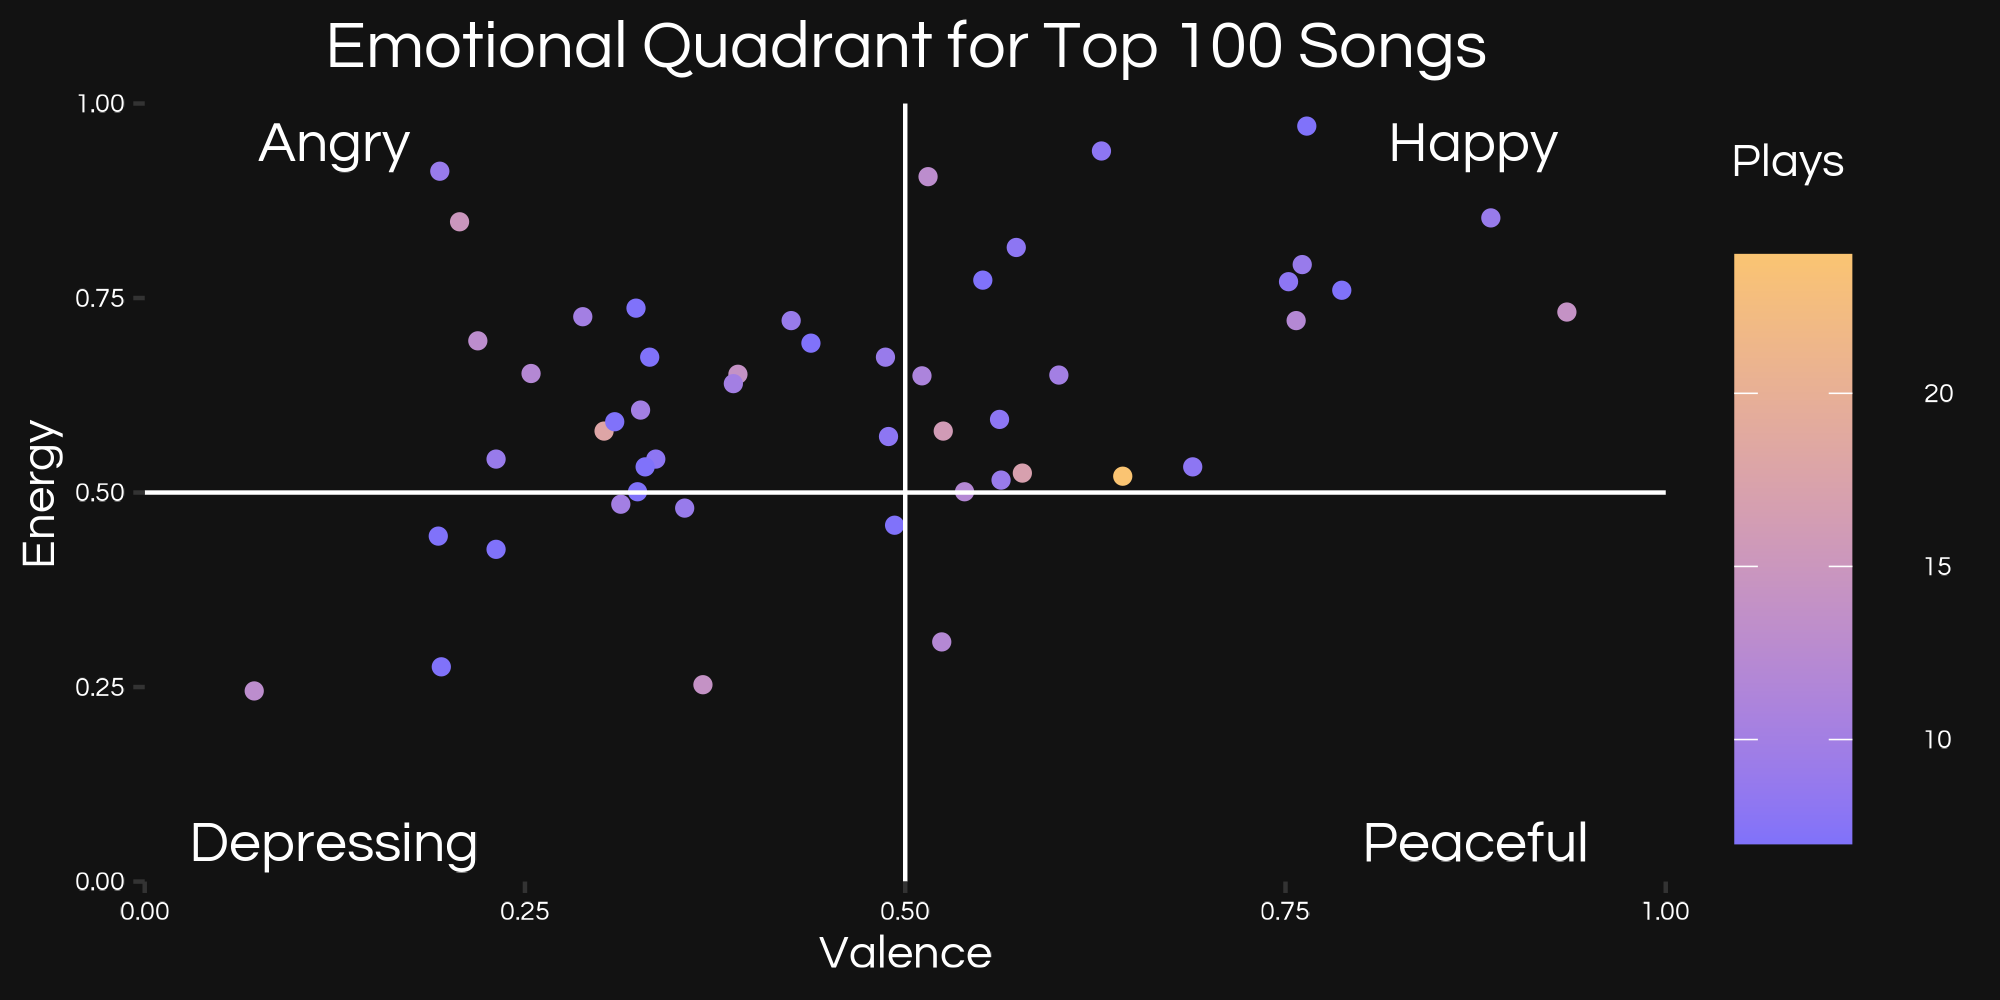 Emotional Quadrant for Top 100 Songs
1.00
Angry
Happy
Plays
0.75
20
Energy
0.50
15
0.25
10
Depressing
Peaceful
0.00
0.00 0.25 0.50 0.75 1.00
Valence